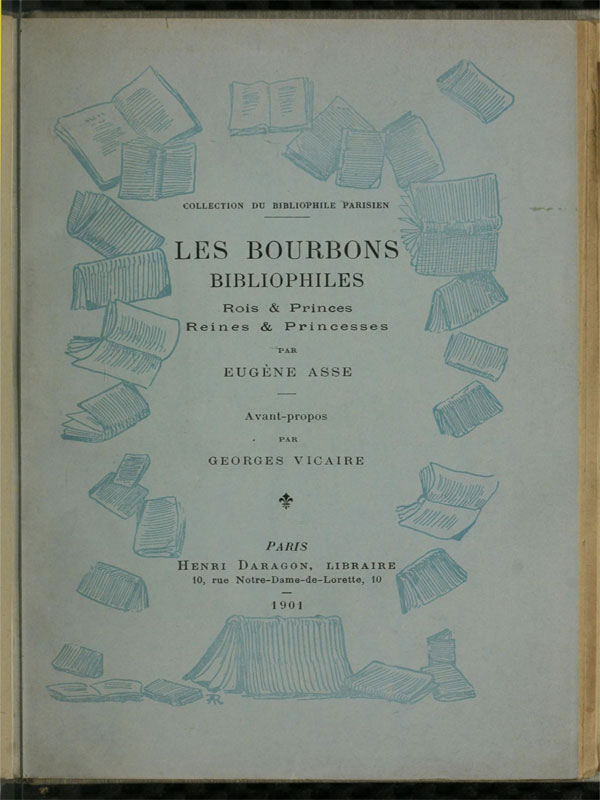 COLLECTION DU BIBLIOPHILE PARISIEN
LES BOURBONS
BIBLIOPHILES
Rois & Princes
Reines & Princesses
PAR
EUGÈNE ASSE
Avant-propos
PAR
GEORGES VICAIRE
PARIS
HENRI DARAGON, LIBRAIRE
10, rue Notre-Dame-de-Lorette, 10
1901